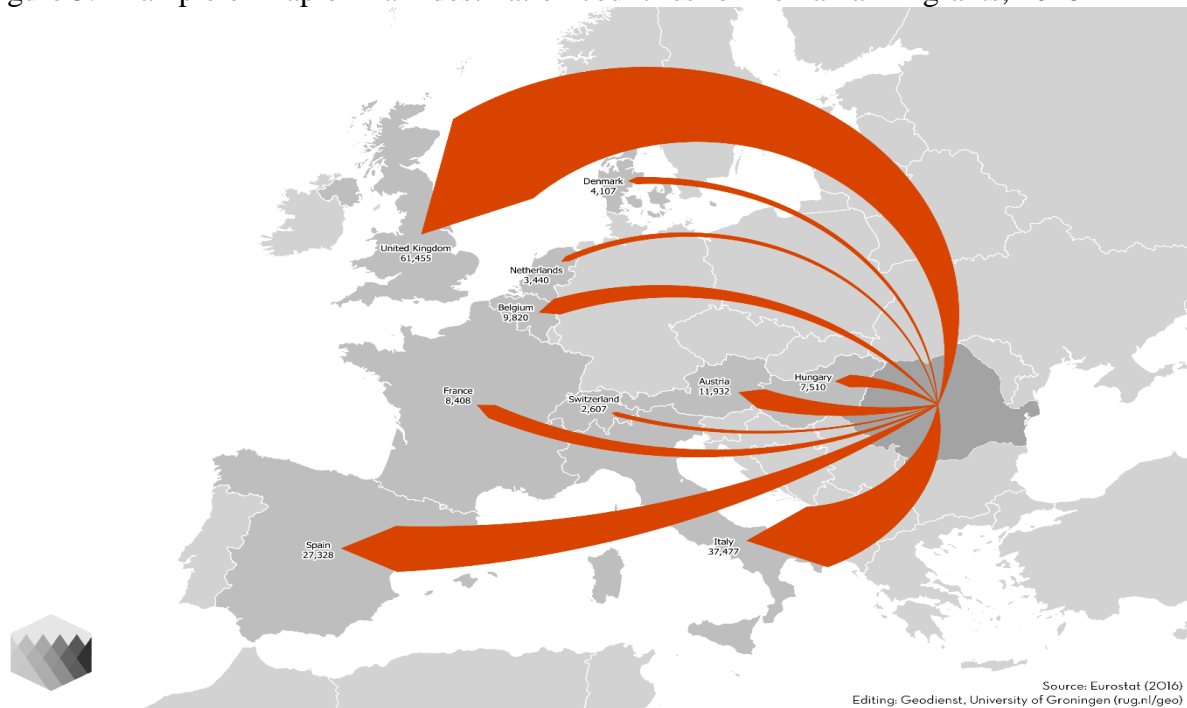 Denmark
4,107
United Kingdom
61,455
Netherlands
3,440
Belgium
9,820
Hungary
7,510
Austria
11,932
France
8,408
Switzerland
2,607
Spain
27,328
Italy
37,477
Source: Eurostat (2016)
Editing: Geodienst, University of Groningen (rug.nl/geo)